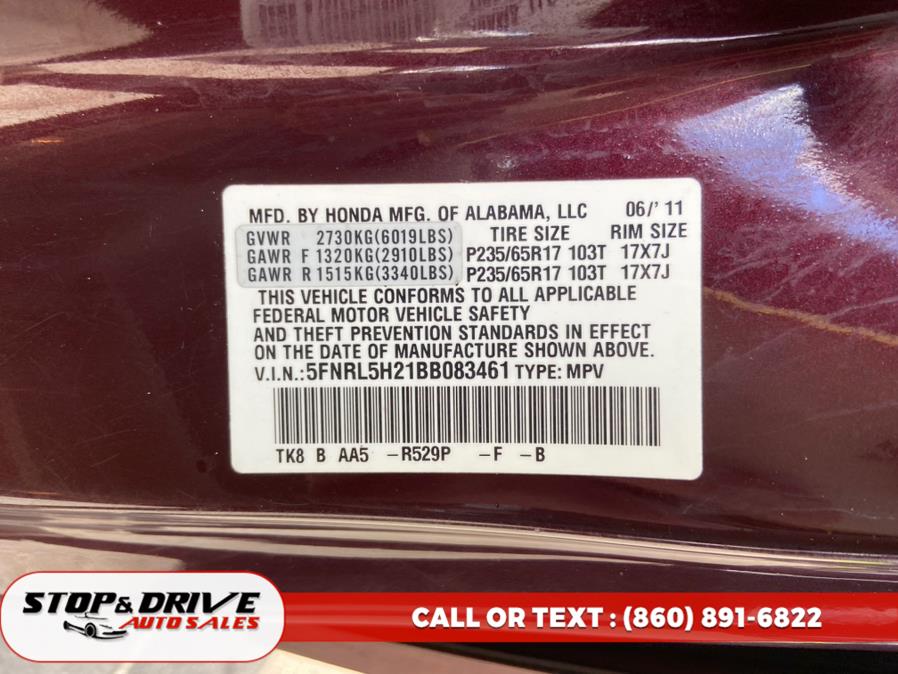 MFD. BY HONDA MFG. OF ALABAMA, LLC 06/'11
GVWR 2730KG(6019LBS) TIRE SIZE RIM SIZE
GAWR F 1320KG(2910LBS) P235/65R17 103T 17X7J
GAWR R 1515KG(3340LBS) P235/65R17 103T 17X7J
THIS VEHICLE CONFORMS TO ALL APPLICABLE
FEDERAL MOTOR VEHICLE SAFETY
AND THEFT PREVENTION STANDARDS IN EFFECT
ON THE DATE OF MANUFACTURE SHOWN ABOVE.
V.I.N.:5FNRL5H21BB083461 TYPE: MPV
TK8 B AA5 -R529P -F -B
STOP & DRIVE
AUTO SALES
CALL OR TEXT : (860) 891-6822